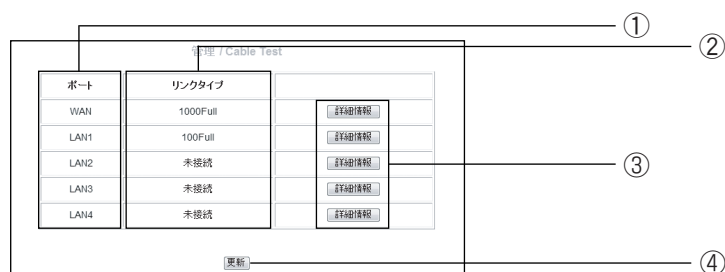 ①
管理 / Cable Test
②
ポート リンクタイプ
WAN 1000Full 詳細情報
LAN1 100Full 詳細情報
LAN2 未接続 詳細情報
③
LAN3 未接続 詳細情報
LAN4 未接続 詳細情報
更新 ④